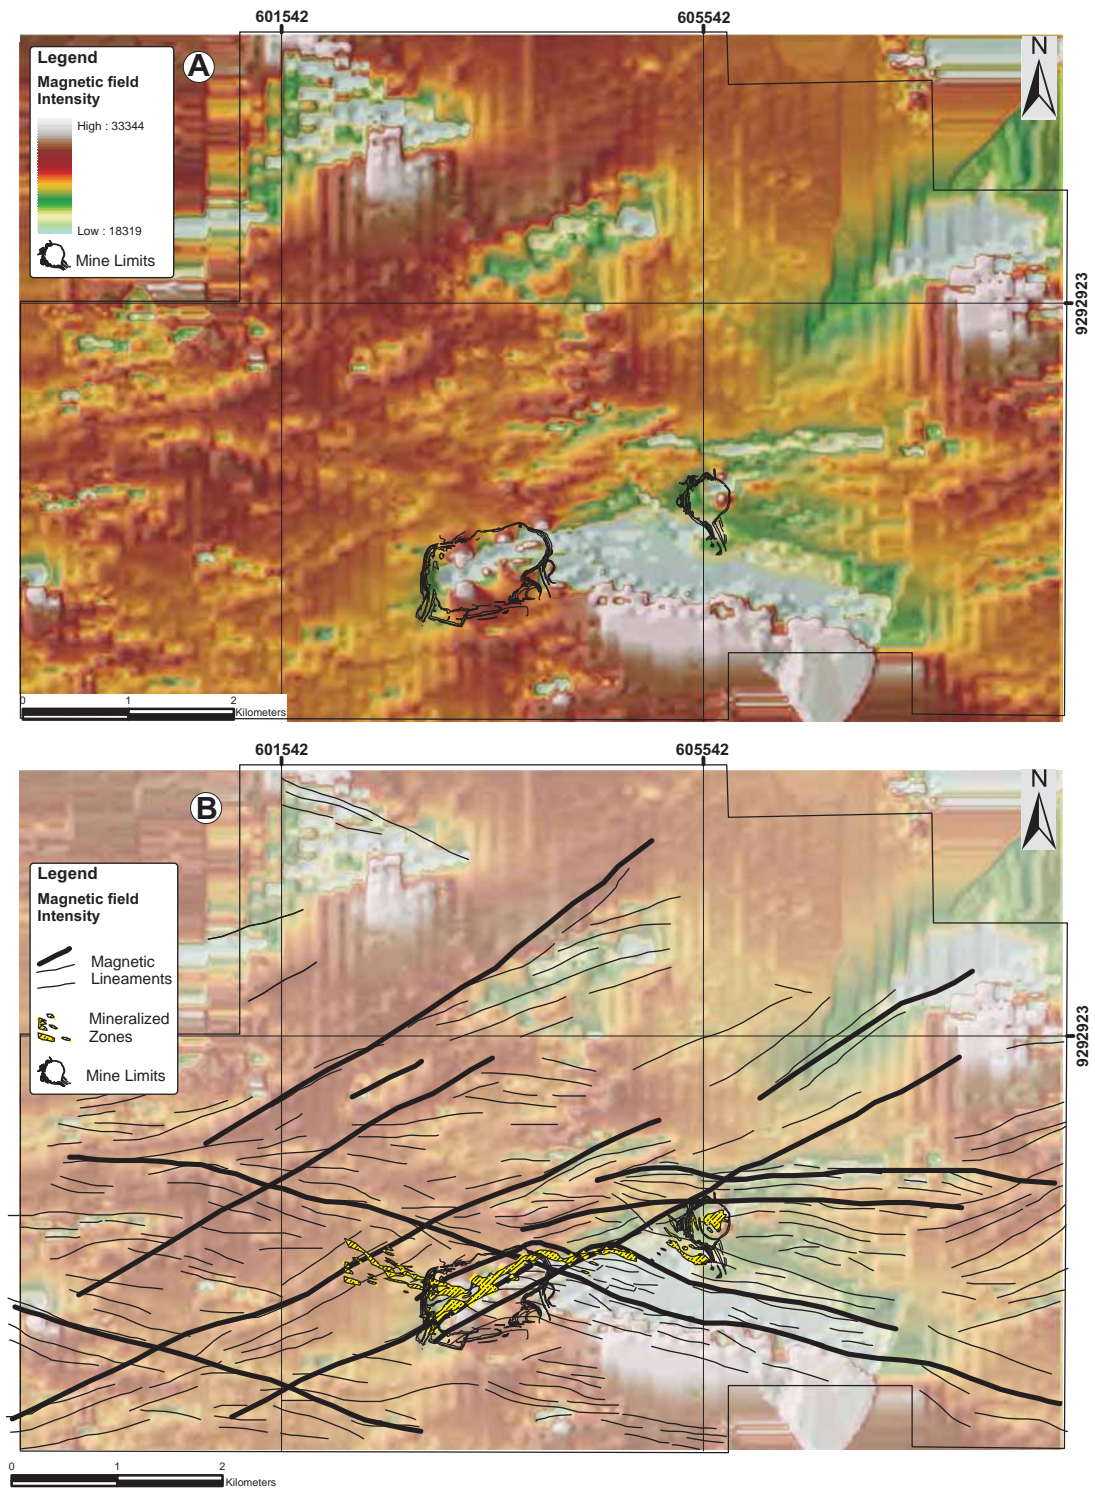 601542
605542
Legend
A
N
Magnetic field
Intensity
High : 33344
Low : 18319
Mine Limits
9292923
0 1 2
Kilometers
601542
605542
B
N
Legend
Magnetic field
Intensity
Magnetic
Lineaments
Mineralized
Zones
Mine Limits
9292923
0 1 2
Kilometers